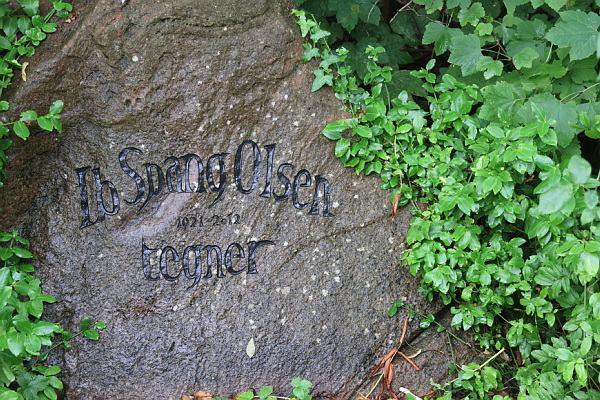 Ib Spang Olsen
1921-2-12
tegner